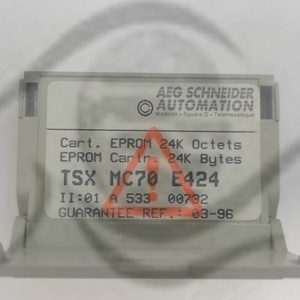 AEG SCHNEIDER
AUTOMATION
Modicon • Square D • Telemecanique
Cart. EPROM 24K Octets
EPROM Cartr. 24K Bytes
TSX MC70 E424
II:01 A 533 00732
GUARANTEE REF.: 03-96